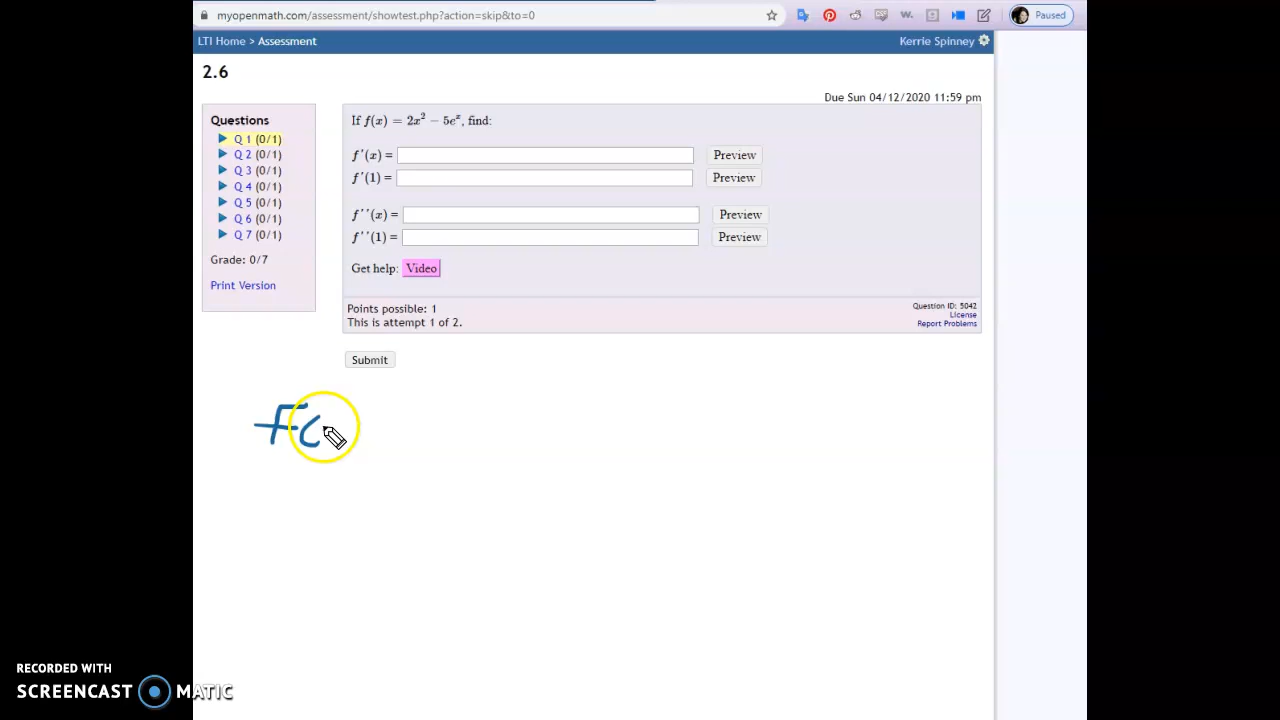 myopenmath.com/assessment/showtest.php?action=skip&to=0
Paused
LTI Home > Assessment
Kerrie Spinney
2.6
Due Sun 04/12/2020 11:59 pm
Questions
Q 1 (0/1)
Q 2 (0/1)
Q 3 (0/1)
Q 4 (0/1)
Q 5 (0/1)
Q 6 (0/1)
Q 7 (0/1)
Grade: 0/7
Print Version
If f(x) = 2x² − 5eˣ, find:
f'(x) = Preview
f'(1) = Preview
f''(x) = Preview
f''(1) = Preview
Get help: Video
Points possible: 1
This is attempt 1 of 2.
Question ID: 5042
License
Report Problems
Submit
f(
RECORDED WITH
SCREENCAST MATIC